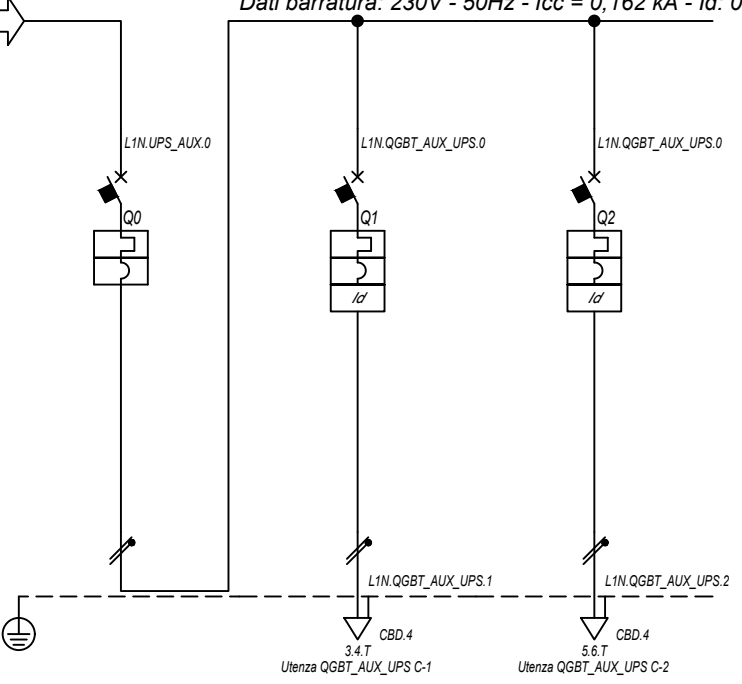 Dati barratura: 230V - 50Hz - Icc = 0,162 kA - Id: 0
L1N.UPS_AUX.0
L1N.QGBT_AUX_UPS.0
L1N.QGBT_AUX_UPS.0
Q0
Q1
Q2
Id
Id
L1N.QGBT_AUX_UPS.1
L1N.QGBT_AUX_UPS.2
CBD.4
CBD.4
3.4.T
5.6.T
Utenza QGBT_AUX_UPS C-1
Utenza QGBT_AUX_UPS C-2